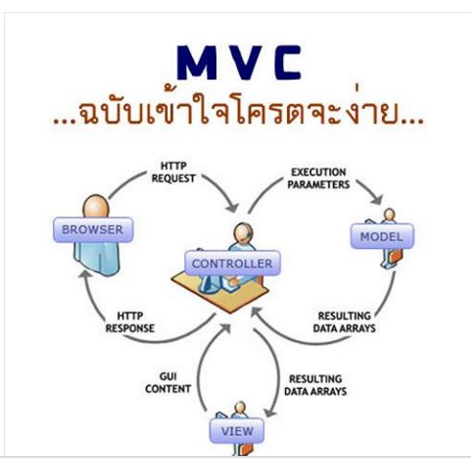 MVC
...ฉบับเข้าใจโครตจะง่าย...
HTTP
REQUEST
EXECUTION
PARAMETERS
BROWSER
CONTROLLER
MODEL
HTTP
RESPONSE
RESULTING
DATA ARRAYS
GUI
CONTENT
RESULTING
DATA ARRAYS
VIEW